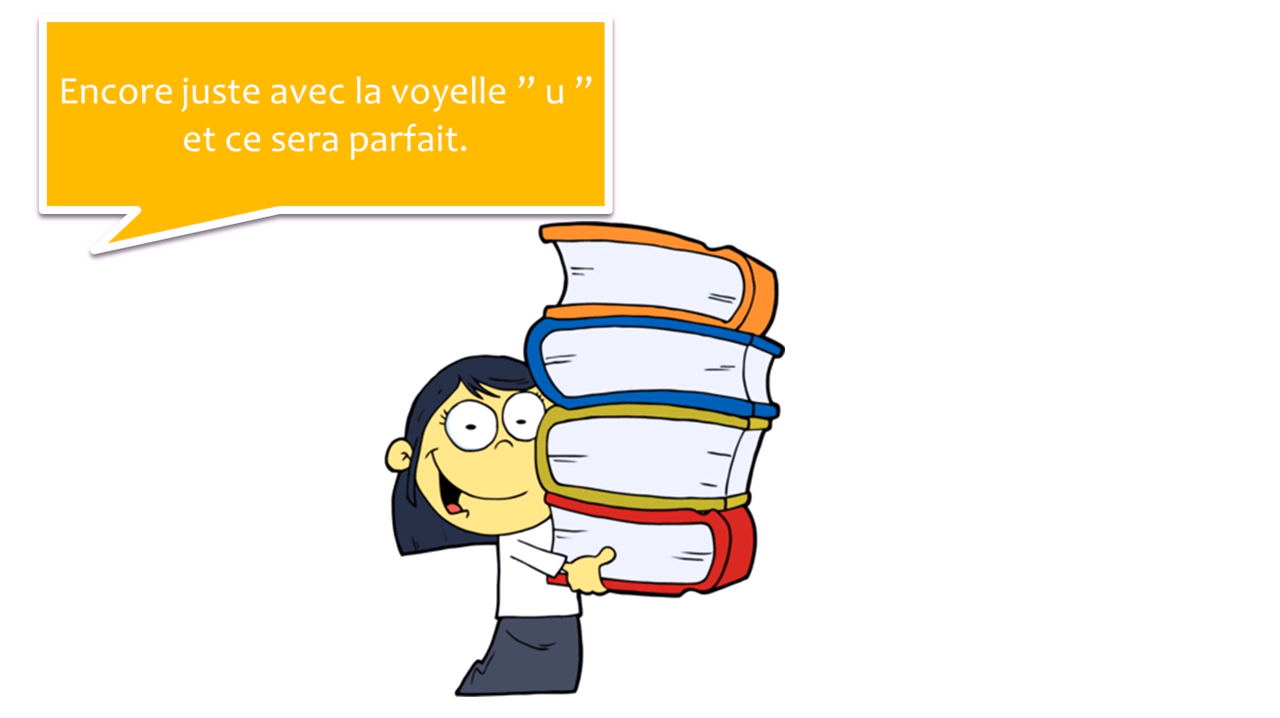 Encore juste avec la voyelle ” u ”
et ce sera parfait.